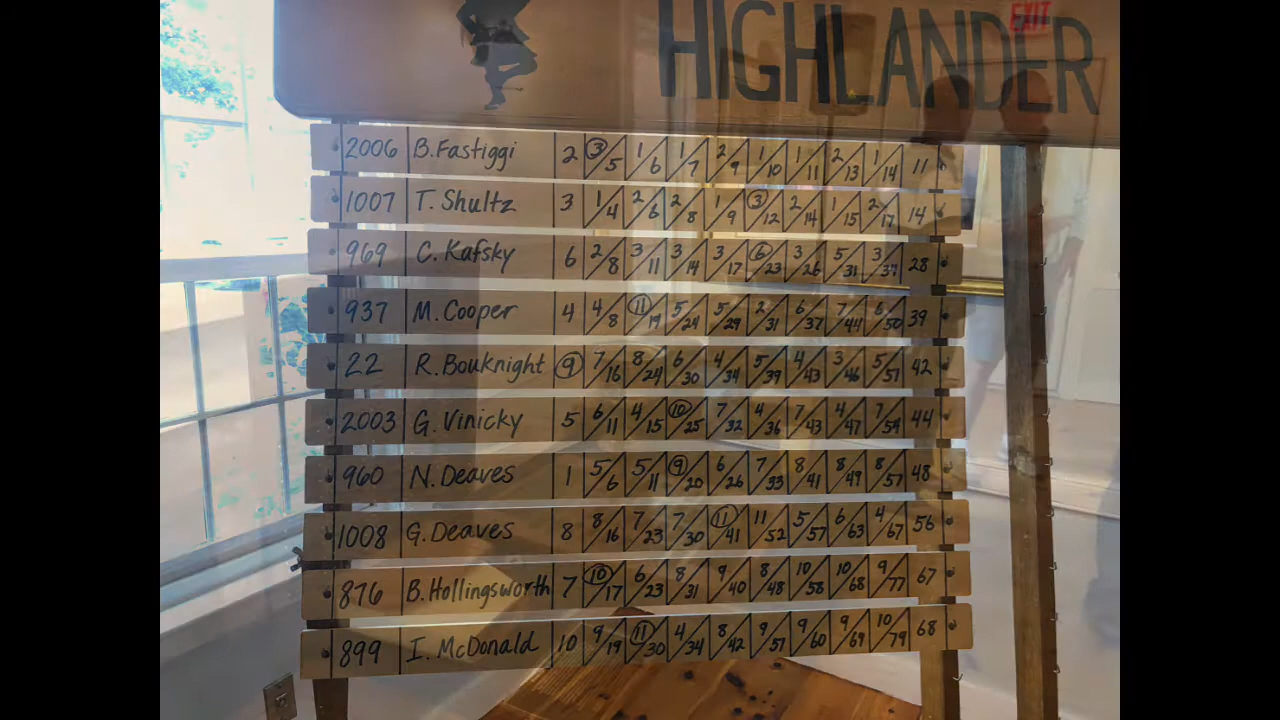 HIGHLANDER
EXIT
2006 B. Fastiggi 2 3/5 1/6 1/7 2/9 1/10 1/11 2/13 1/14 11
1007 T. Shultz 3 1/4 2/6 2/8 1/9 3/12 2/14 1/15 2/17 14
969 C. Kafsky 6 2/8 3/11 3/14 3/17 6/23 3/26 5/31 3/34 28
937 M. Cooper 4 4/8 11/19 5/24 5/29 2/31 6/37 7/44 6/50 39
22 R. Bouknight 9 7/16 8/24 6/30 4/34 5/39 4/43 3/46 5/51 42
2003 G. Vinicky 5 6/11 4/15 10/25 7/32 4/36 7/43 4/47 7/54 44
960 N. Deaves 1 5/6 5/11 9/20 6/26 7/33 8/41 8/49 8/57 48
1008 G. Deaves 8 8/16 7/23 7/30 11/41 11/52 5/57 6/63 4/67 56
876 B. Hollingsworth 7 10/17 6/23 8/31 9/40 8/48 10/58 10/68 9/77 67
899 I. McDonald 10 9/19 11/30 4/34 8/42 9/51 9/60 9/69 10/79 68